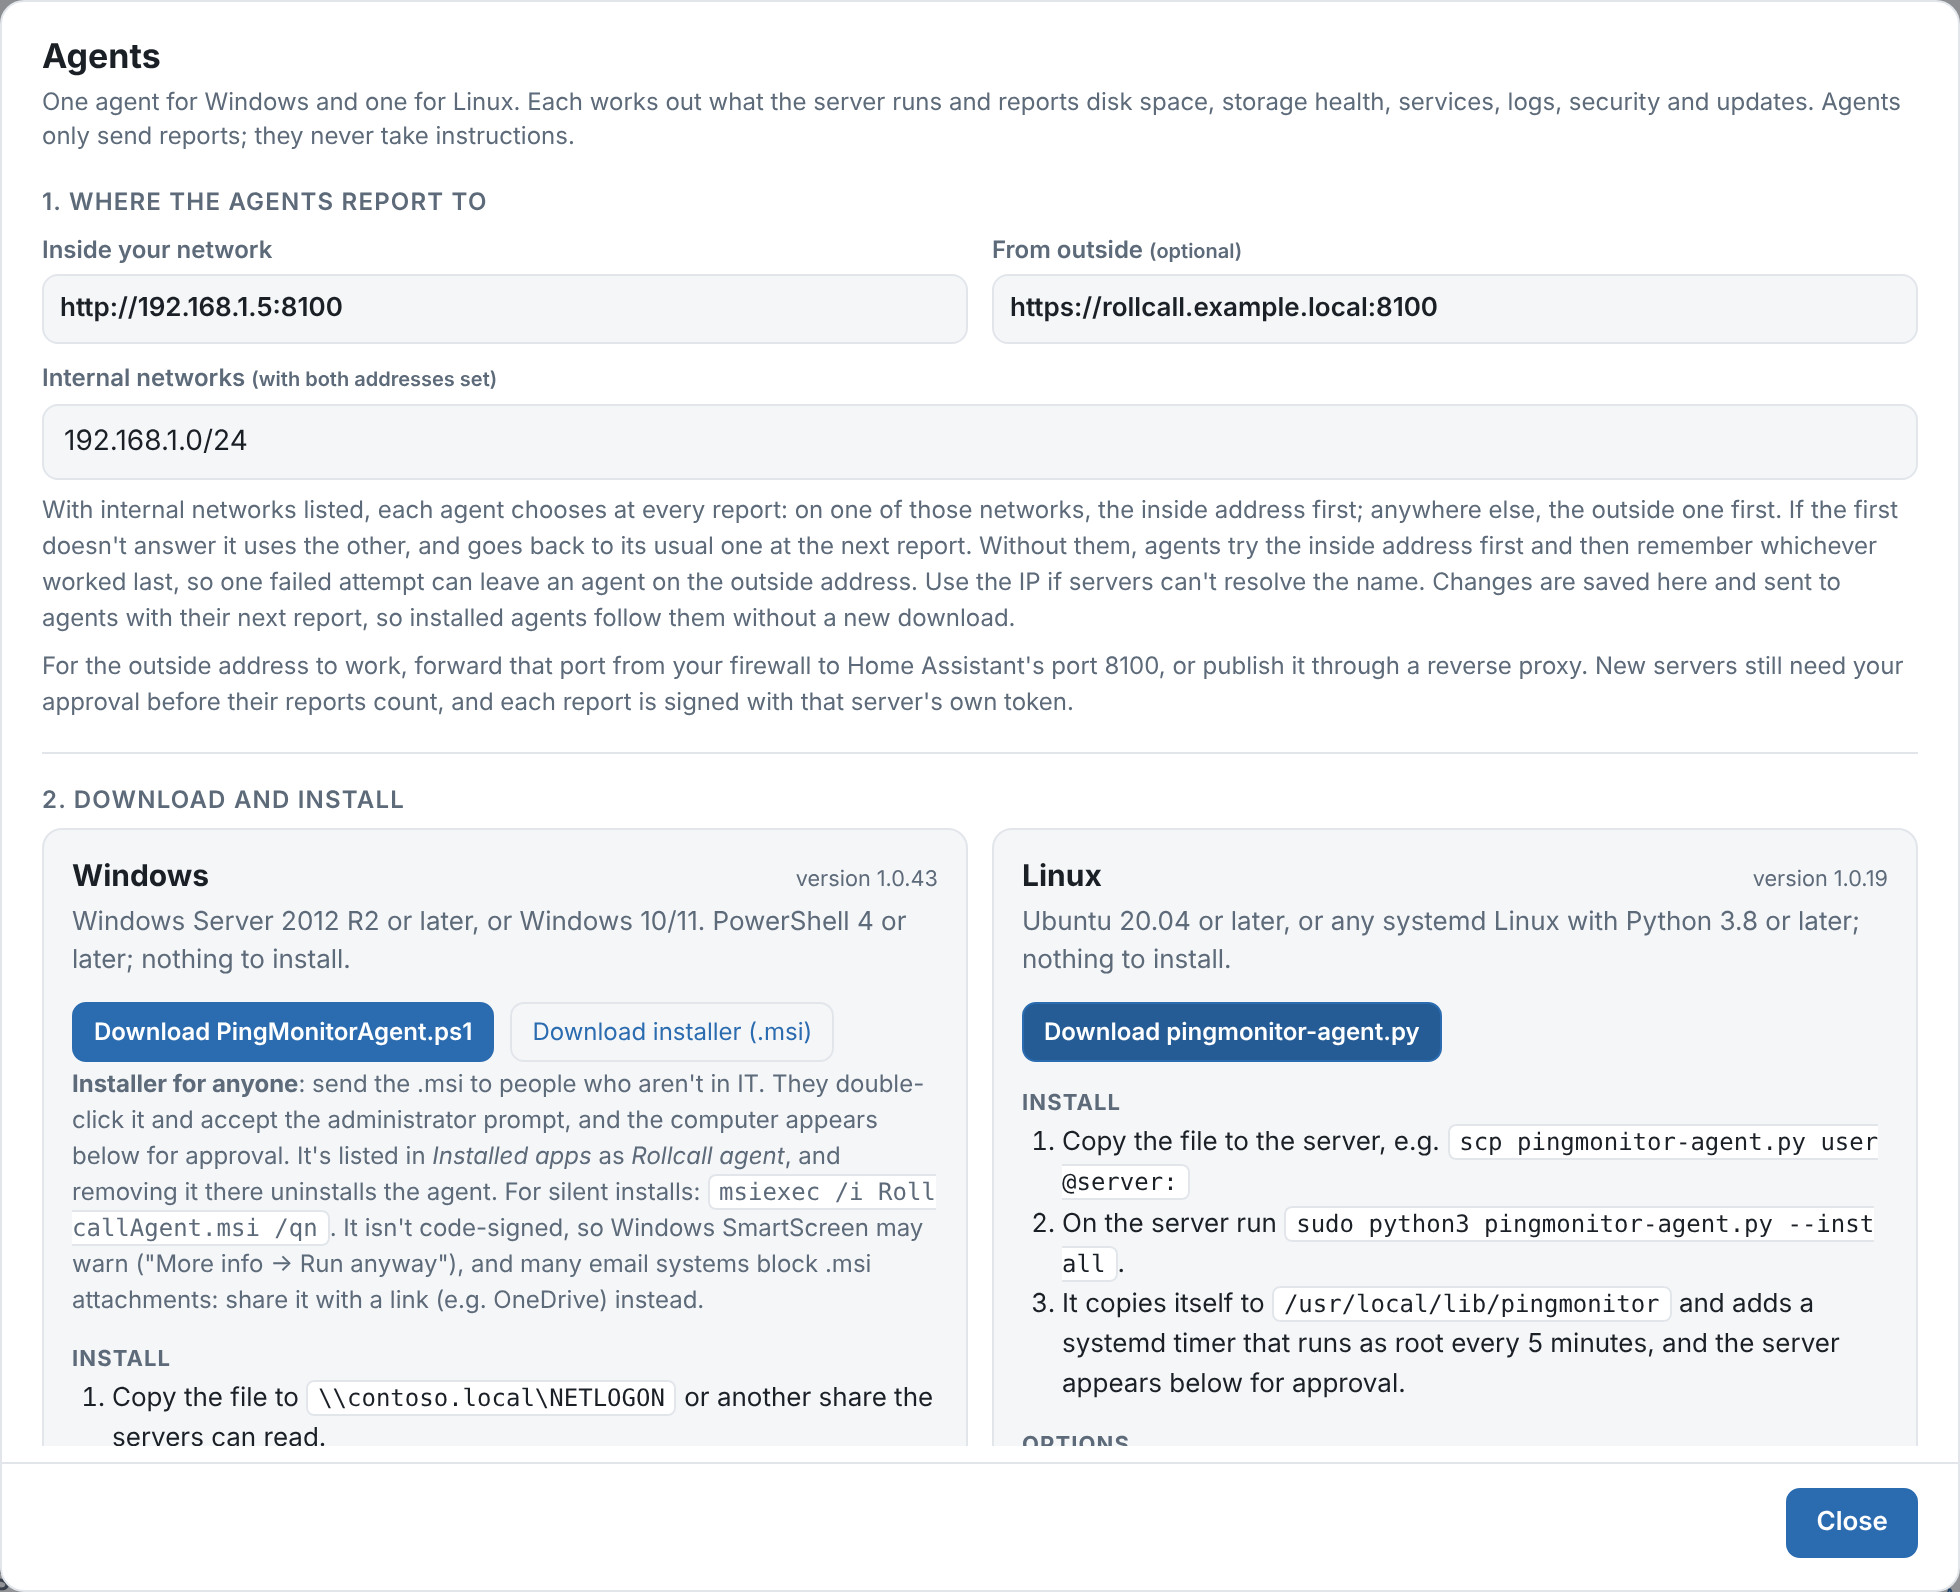 Agents
One agent for Windows and one for Linux. Each works out what the server runs and reports disk space, storage health, services, logs, security and updates. Agents
only send reports; they never take instructions.
1. WHERE THE AGENTS REPORT TO
Inside your network
http://192.168.1.5:8100
From outside (optional)
https://rollcall.example.local:8100
Internal networks (with both addresses set)
192.168.1.0/24
With internal networks listed, each agent chooses at every report: on one of those networks, the inside address first; anywhere else, the outside one first. If the first
doesn't answer it uses the other, and goes back to its usual one at the next report. Without them, agents try the inside address first and then remember whichever
worked last, so one failed attempt can leave an agent on the outside address. Use the IP if servers can't resolve the name. Changes are saved here and sent to
agents with their next report, so installed agents follow them without a new download.
For the outside address to work, forward that port from your firewall to Home Assistant's port 8100, or publish it through a reverse proxy. New servers still need your
approval before their reports count, and each report is signed with that server's own token.
2. DOWNLOAD AND INSTALL
Windows
version 1.0.43
Windows Server 2012 R2 or later, or Windows 10/11. PowerShell 4 or
later; nothing to install.
Download PingMonitorAgent.ps1
Download installer (.msi)
Installer for anyone: send the .msi to people who aren't in IT. They double-
click it and accept the administrator prompt, and the computer appears
below for approval. It's listed in Installed apps as Rollcall agent, and
removing it there uninstalls the agent. For silent installs: msiexec /i Roll
callAgent.msi /qn. It isn't code-signed, so Windows SmartScreen may
warn ("More info → Run anyway"), and many email systems block .msi
attachments: share it with a link (e.g. OneDrive) instead.
INSTALL
1. Copy the file to \\contoso.local\NETLOGON or another share the
servers can read.
Linux
version 1.0.19
Ubuntu 20.04 or later, or any systemd Linux with Python 3.8 or later;
nothing to install.
Download pingmonitor-agent.py
INSTALL
1. Copy the file to the server, e.g. scp pingmonitor-agent.py user
@server:
2. On the server run sudo python3 pingmonitor-agent.py --inst
all.
3. It copies itself to /usr/local/lib/pingmonitor and adds a
systemd timer that runs as root every 5 minutes, and the server
appears below for approval.
OPTIONS
Close